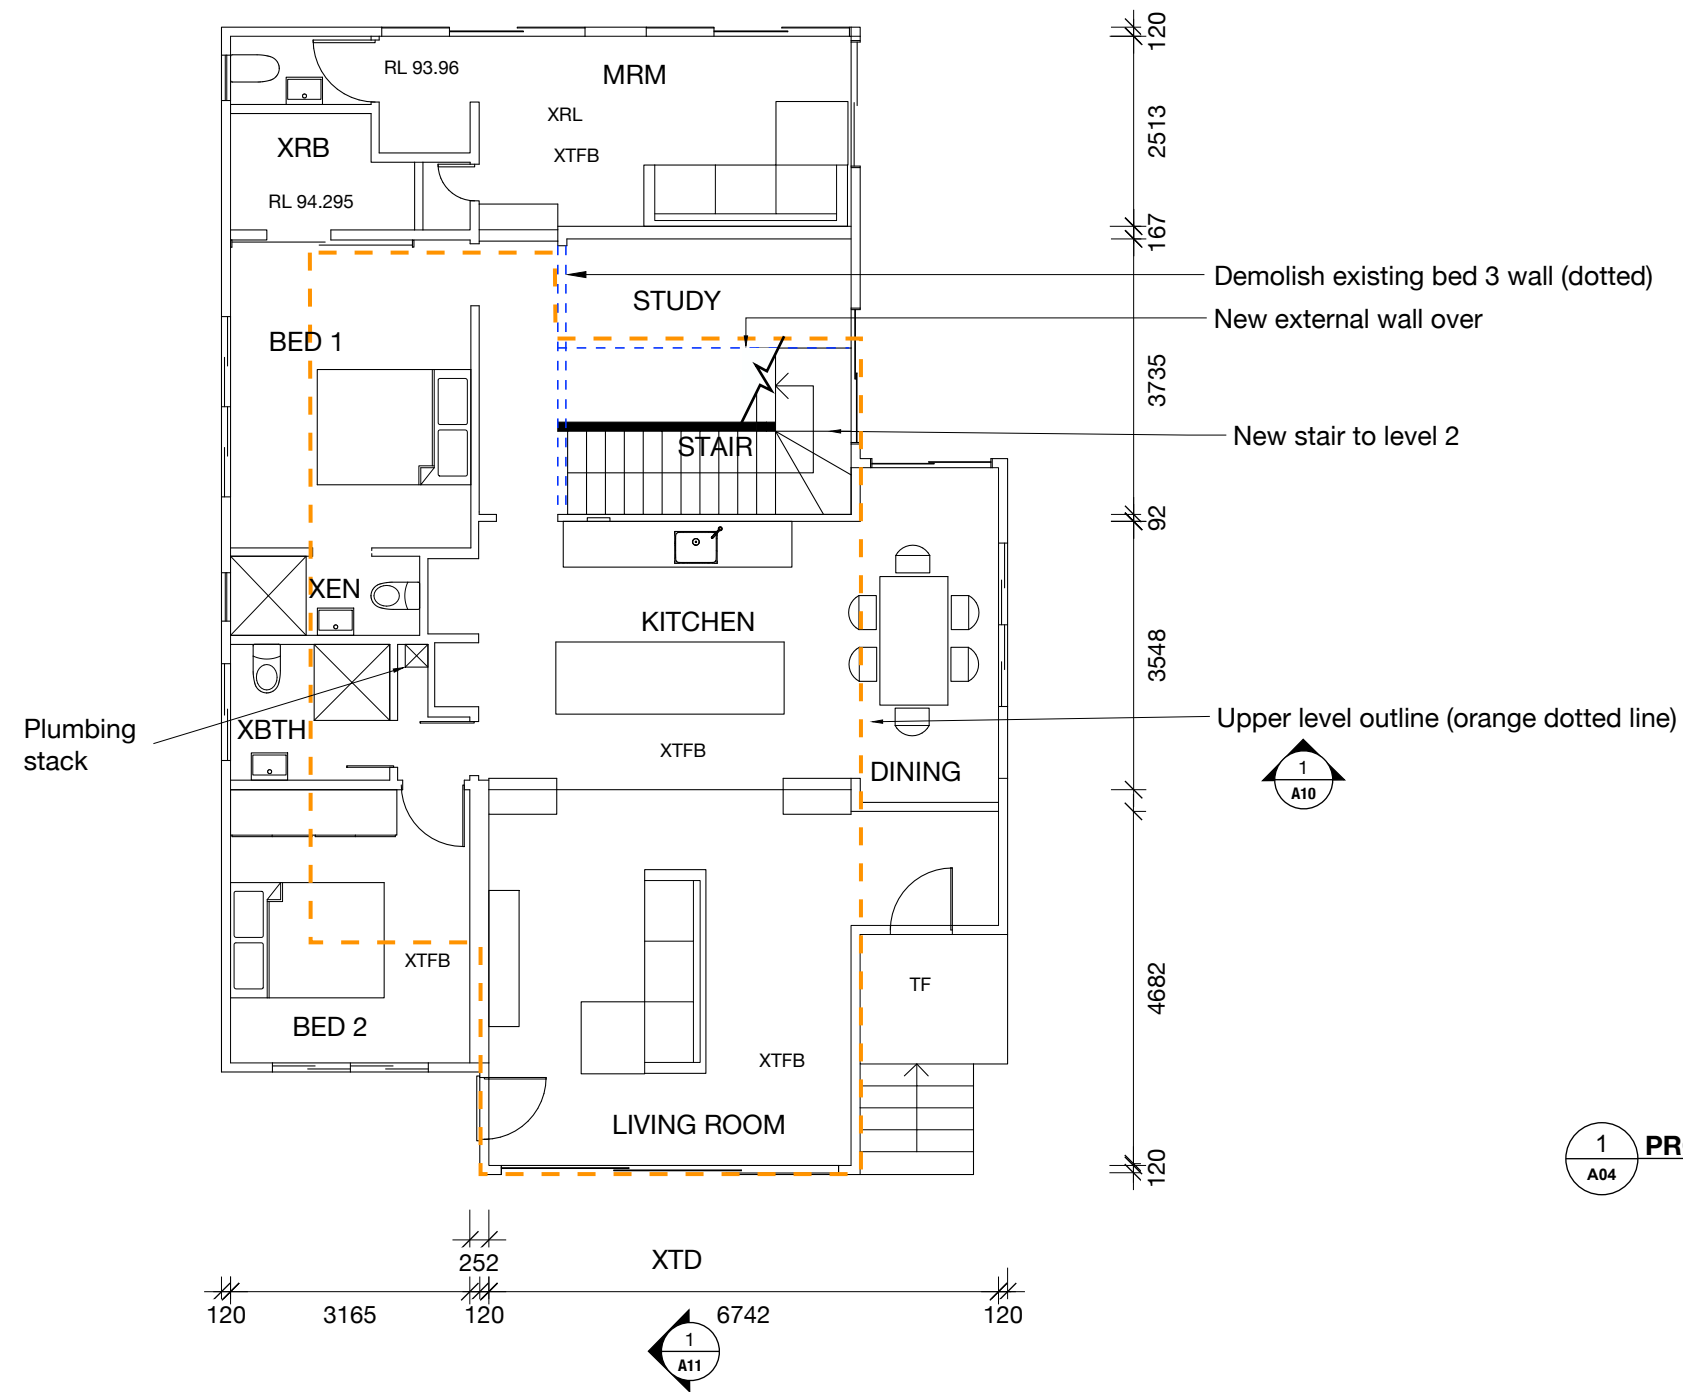 120
RL 93.96
MRM
XRL
2513
XRB
XTFB
RL 94.295
167
Demolish existing bed 3 wall (dotted)
STUDY
New external wall over
BED 1
3735
New stair to level 2
STAIR
92
XEN
KITCHEN
3548
Plumbing
stack
XBTH
Upper level outline (orange dotted line)
XTFB
DINING
1
A10
XTFB
TF
4682
BED 2
XTFB
LIVING ROOM
120
1
A04
252
XTD
120
3165
120
6742
120
1
A11